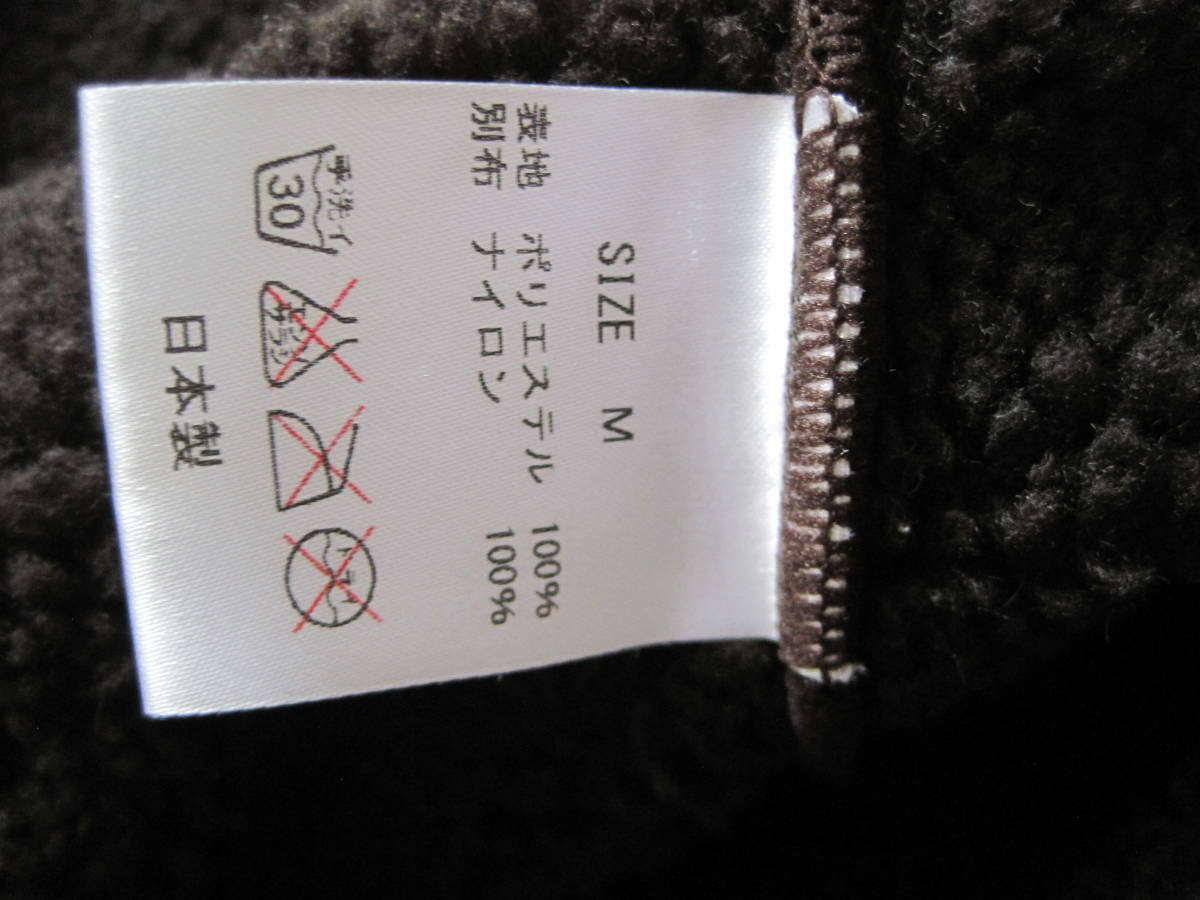 SIZE M
表地 ポリエステル 100%
別布 ナイロン 100%
手洗イ 30 エンソサラシ ドライ
日本製